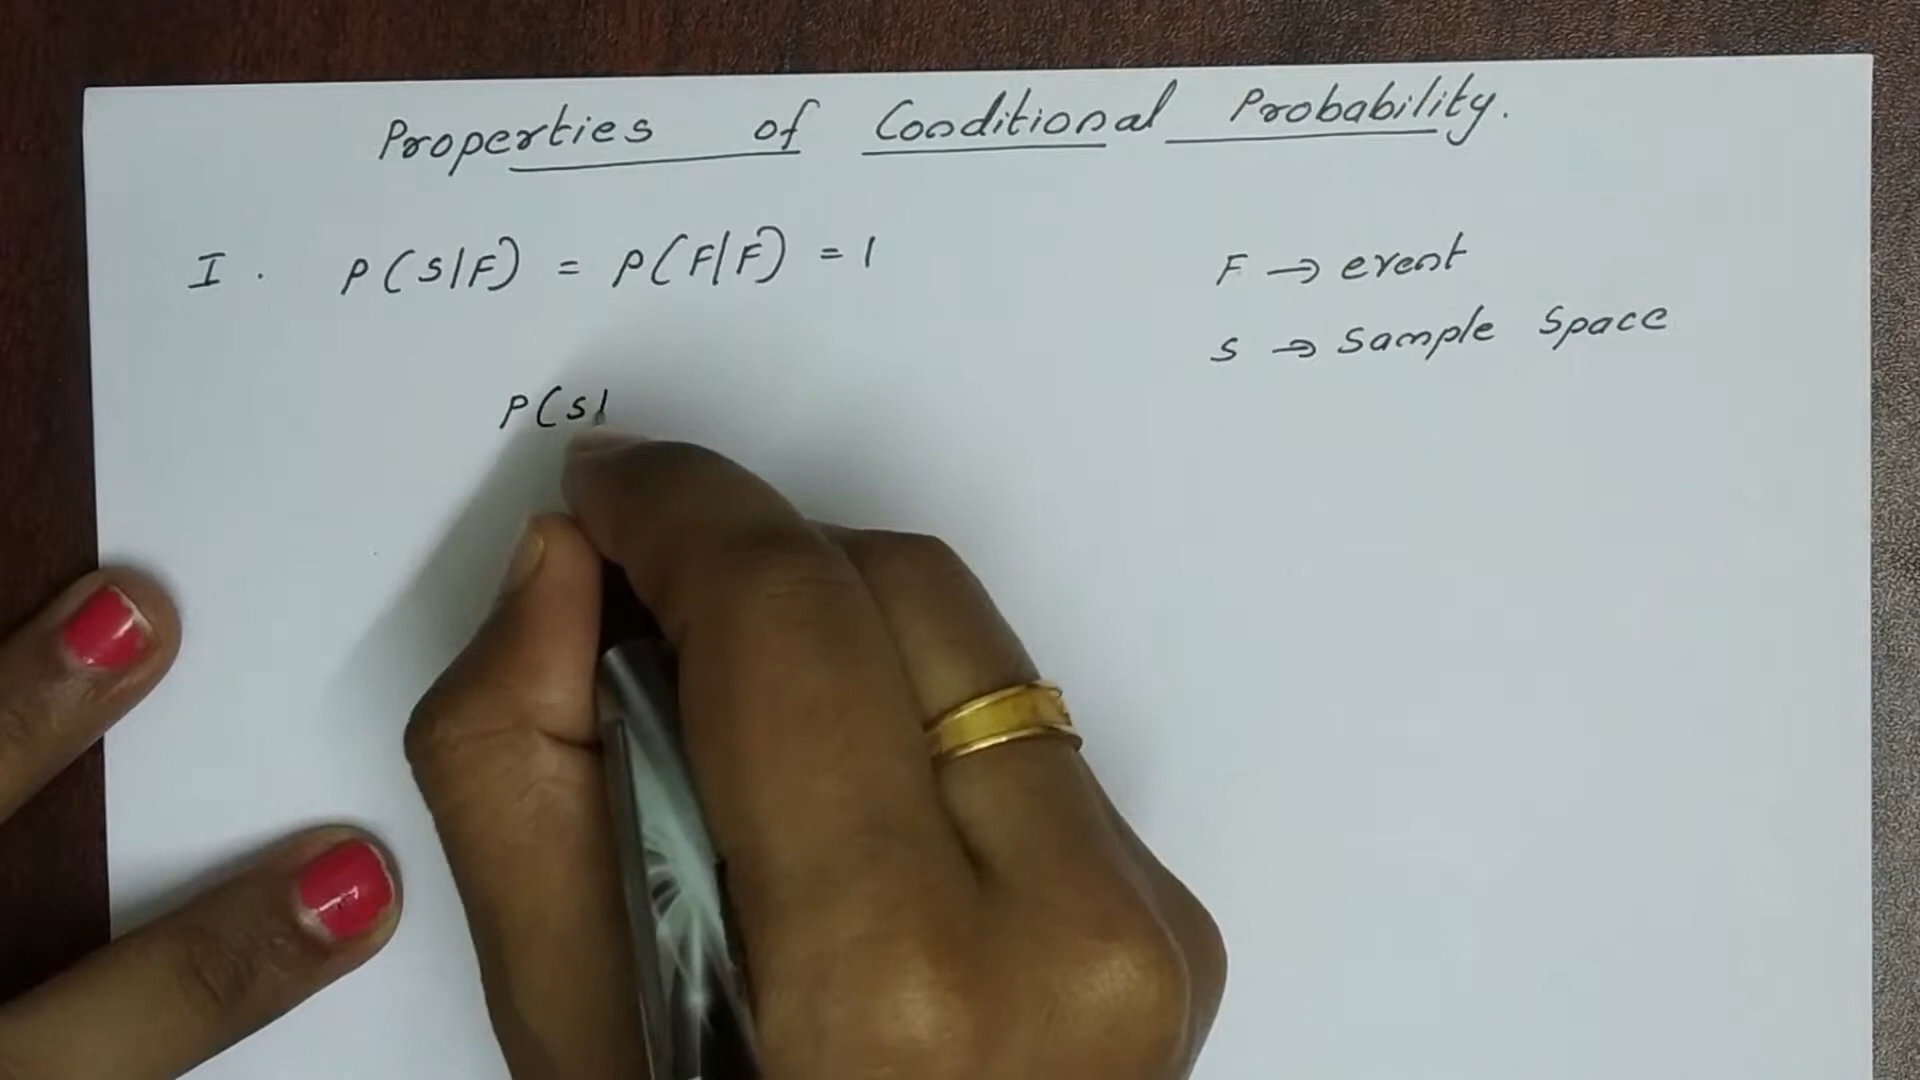 Properties of Conditional Probability.
I. P(S/F) = P(F/F) = 1
F → event
S → Sample Space
P(S/